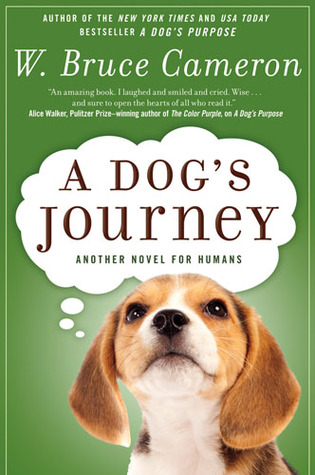 AUTHOR OF THE NEW YORK TIMES AND USA TODAY
BESTSELLER A DOG'S PURPOSE
W. Bruce Cameron
"An amazing book. I laughed and smiled and cried. Wise . . .
and sure to open the hearts of all who read it."
Alice Walker, Pulitzer Prize–winning author of The Color Purple, on A Dog's Purpose
A DOG'S
JOURNEY
ANOTHER NOVEL FOR HUMANS